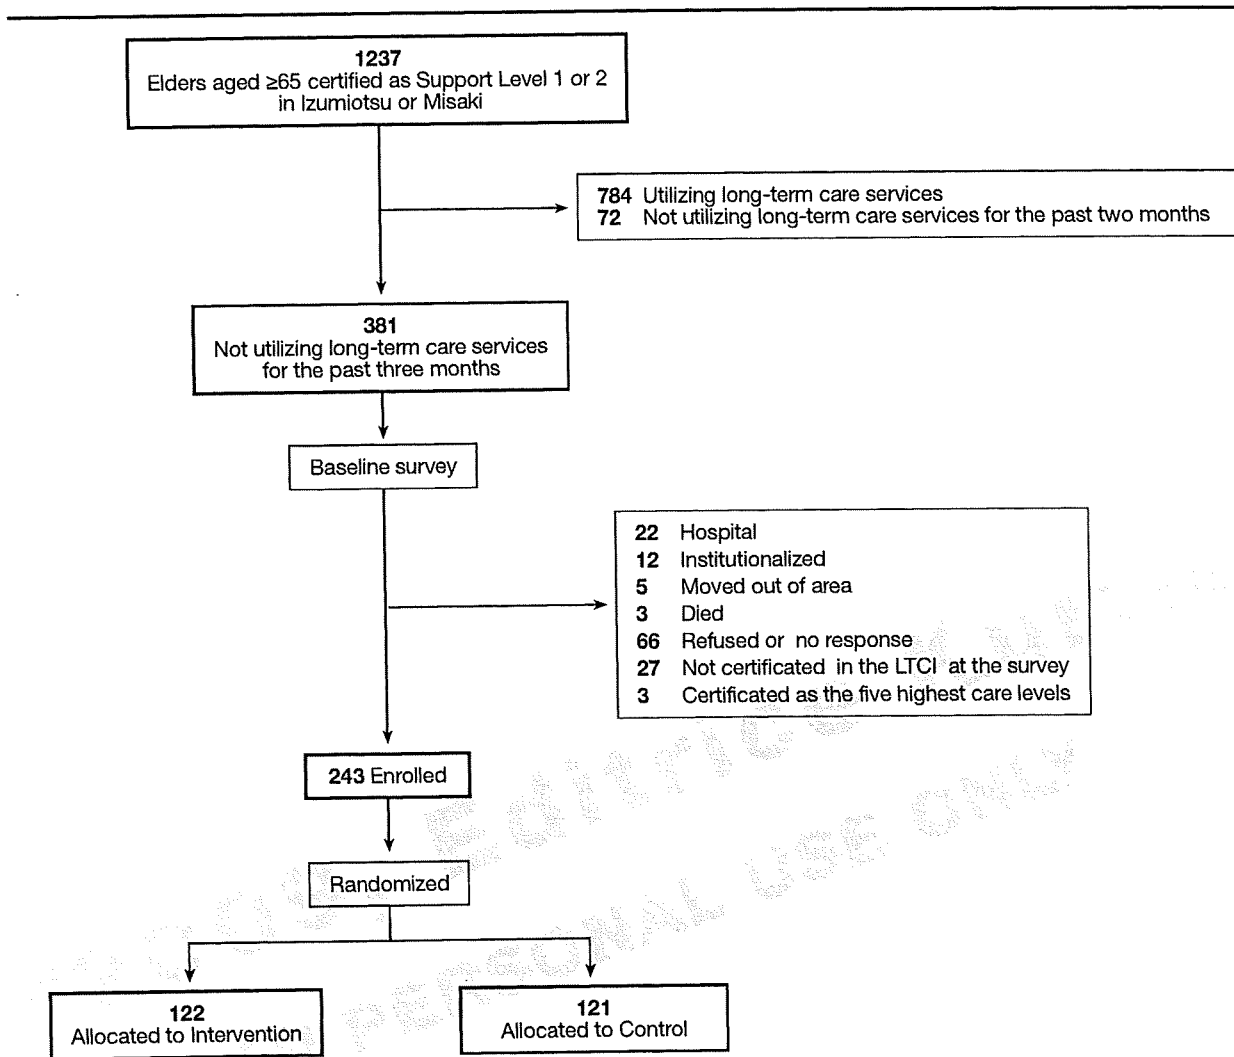 1237
Elders aged ≥65 certified as Support Level 1 or 2
in Izumiotsu or Misaki
784 Utilizing long-term care services
72 Not utilizing long-term care services for the past two months
381
Not utilizing long-term care services
for the past three months
Baseline survey
22 Hospital
12 Institutionalized
5 Moved out of area
3 Died
66 Refused or no response
27 Not certificated in the LTCI at the survey
3 Certificated as the five highest care levels
243 Enrolled
Randomized
122
Allocated to Intervention
121
Allocated to Control
Editrice
PERSONAL USE ONLY